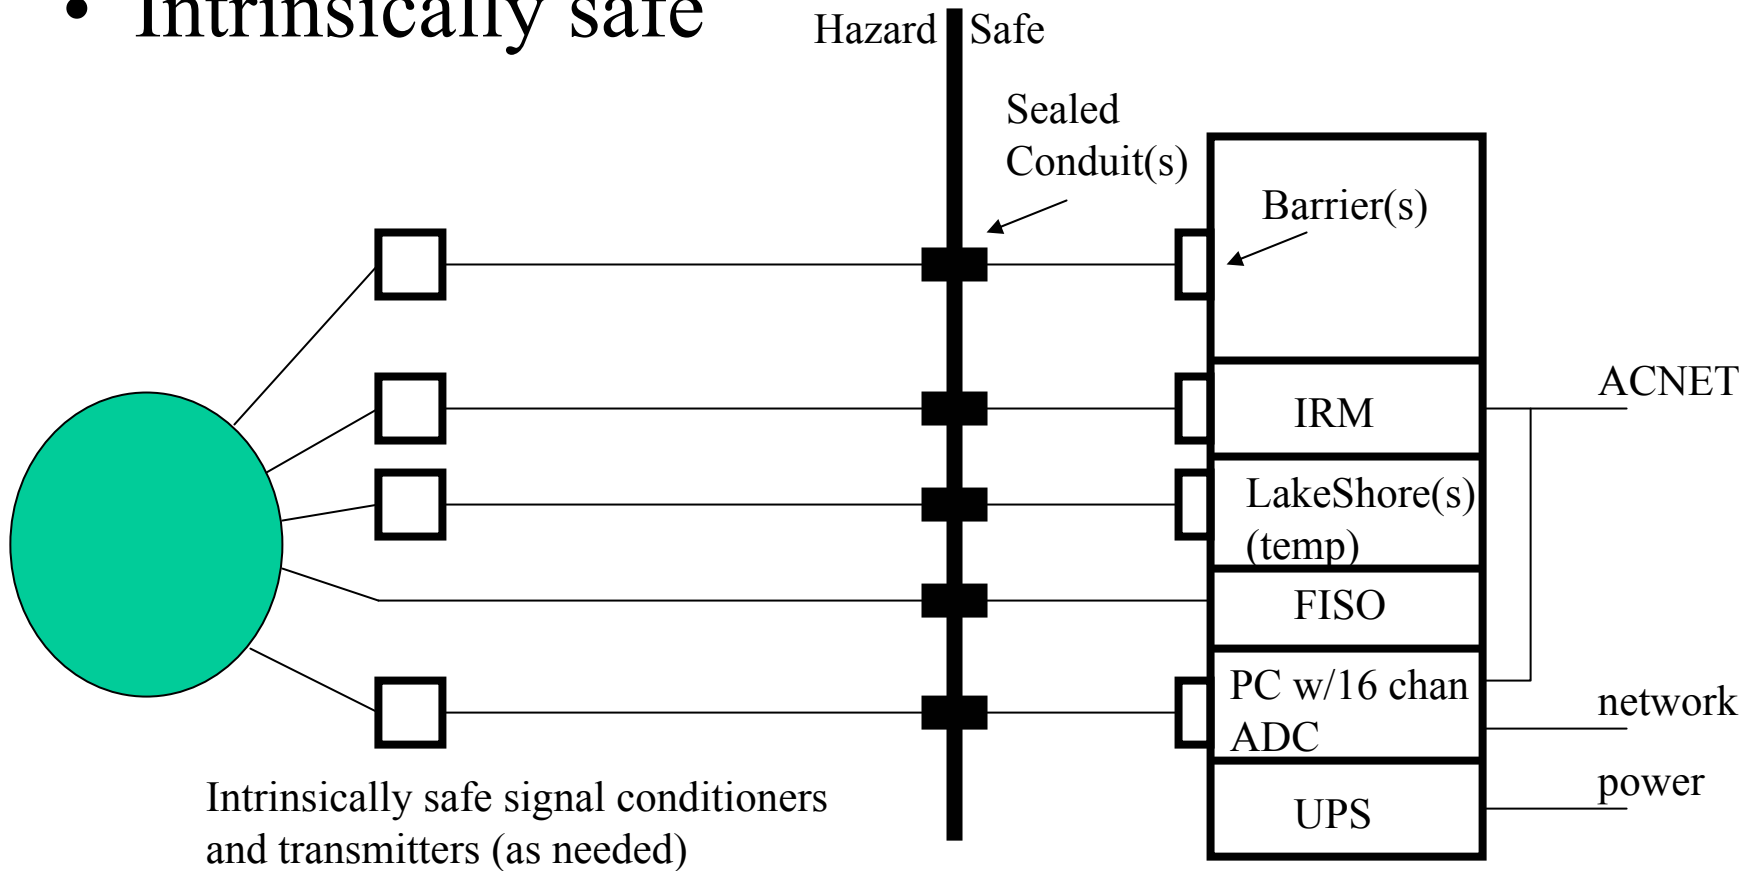 • Intrinsically safe
Hazard Safe
Sealed
Conduit(s)
Barrier(s)
ACNET
IRM
LakeShore(s)
(temp)
FISO
PC w/16 chan
ADC
network
power
UPS
Intrinsically safe signal conditioners
and transmitters (as needed)